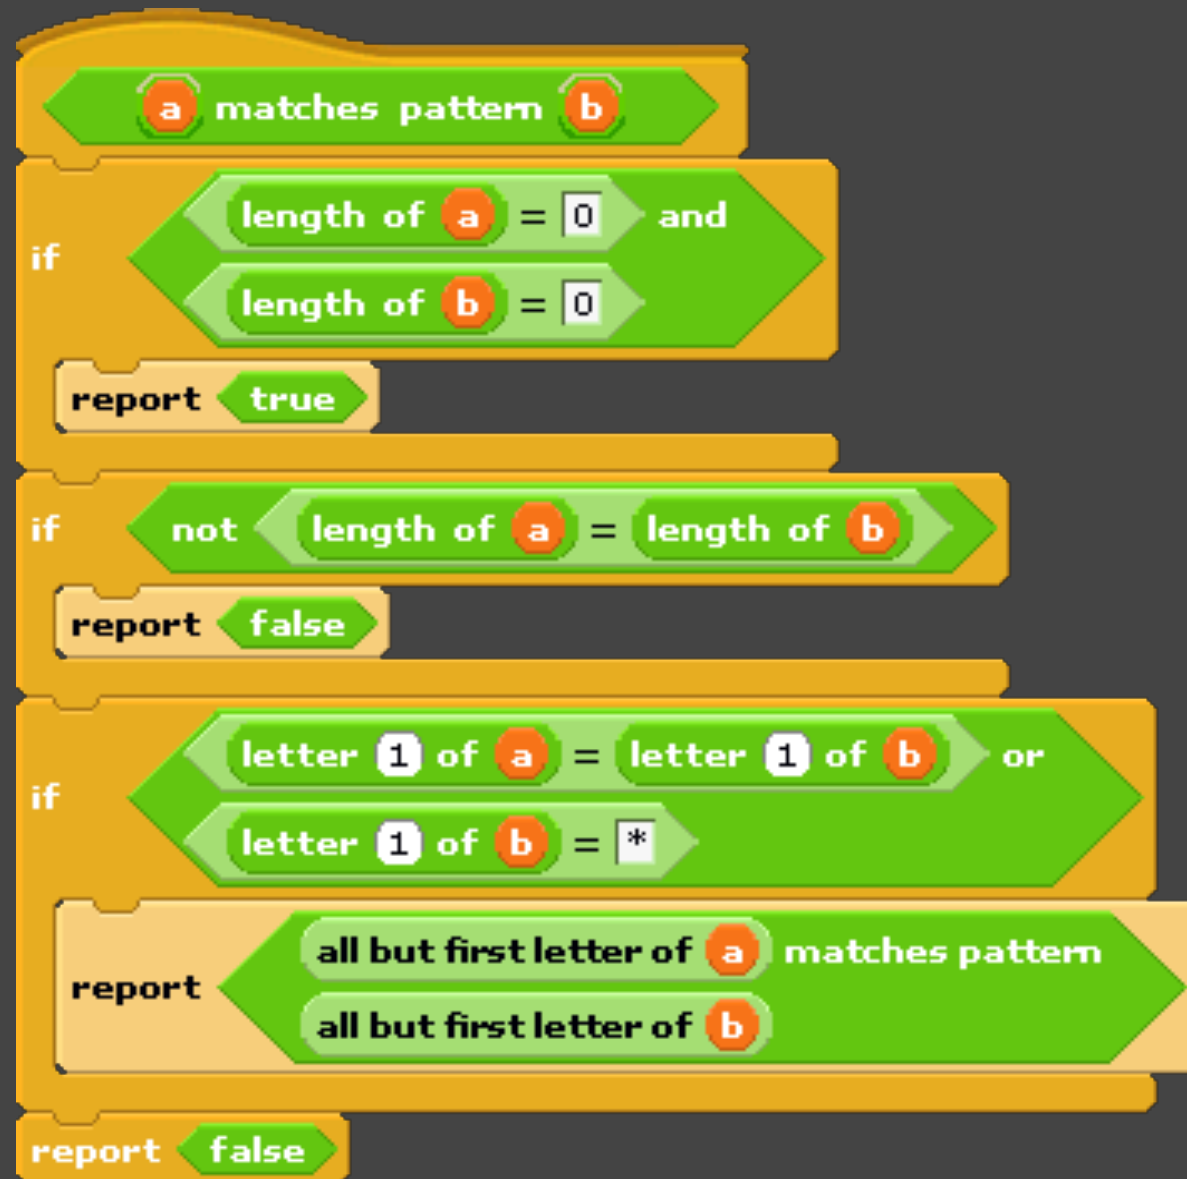 a matches pattern b
if length of a = 0 and
length of b = 0
report true
if not length of a = length of b
report false
if letter 1 of a = letter 1 of b or
letter 1 of b = *
report all but first letter of a matches pattern
all but first letter of b
report false